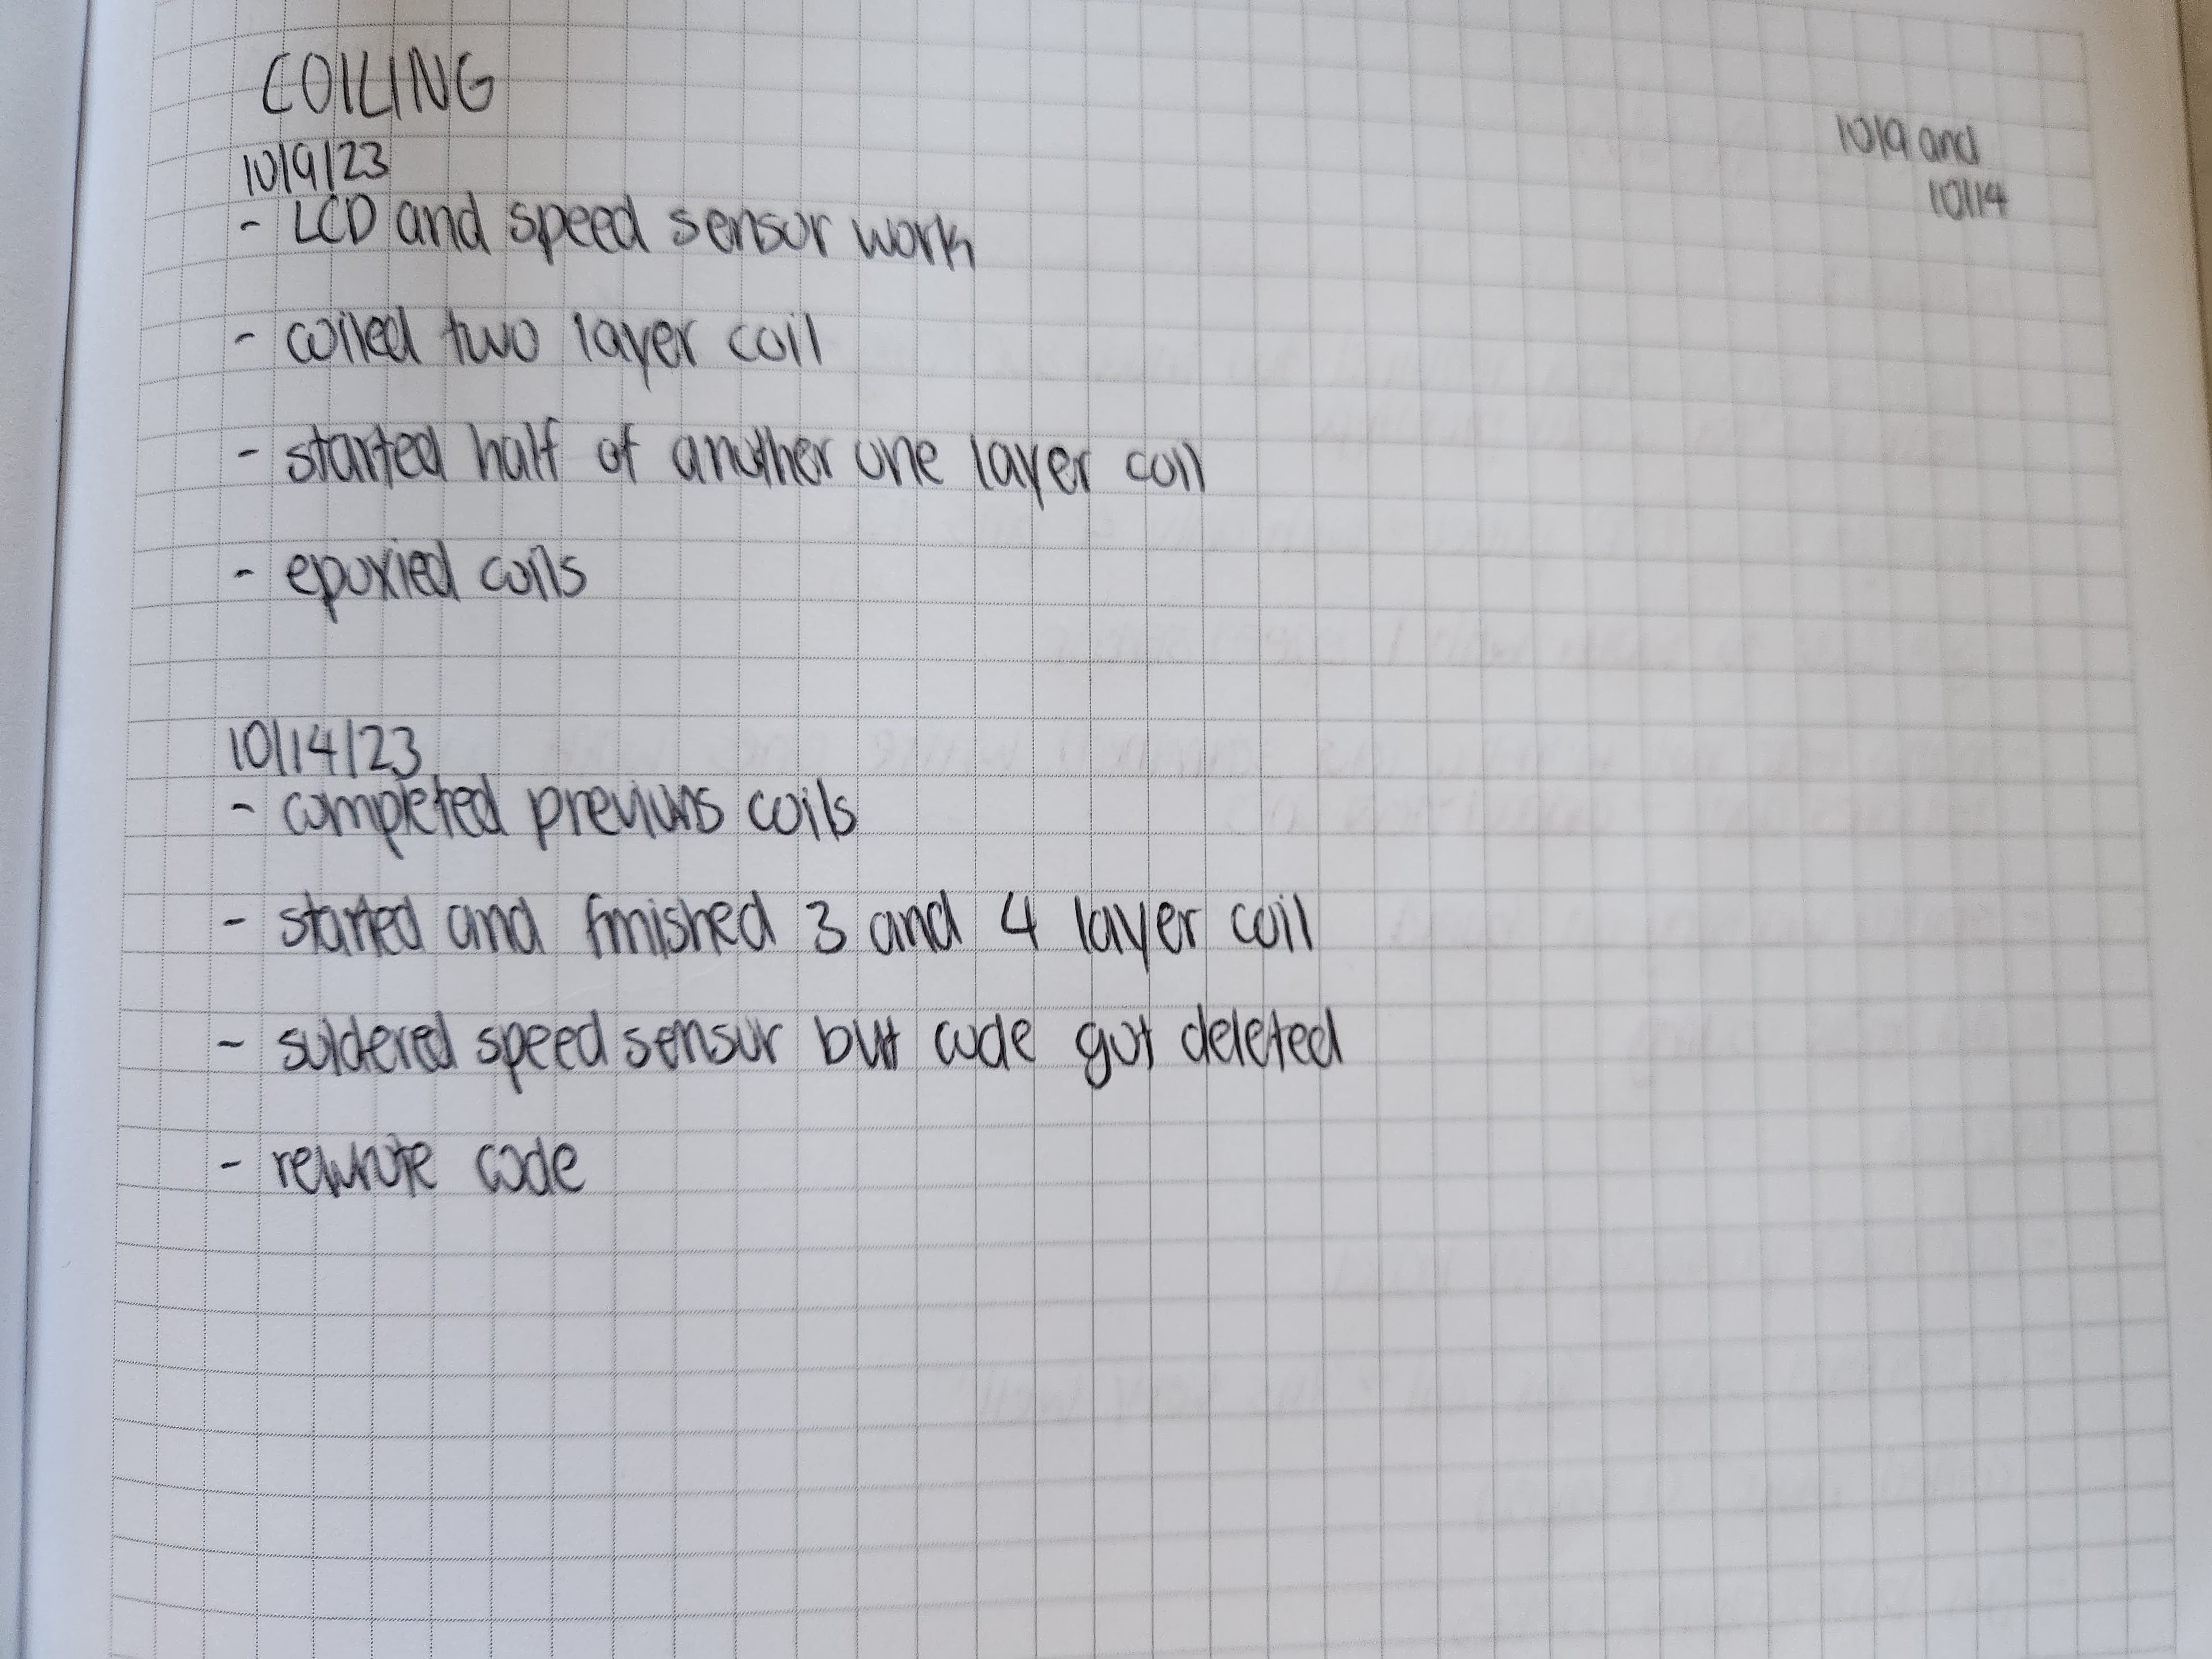 COILING
10/9 and
10/14
10/9/23
- LCD and speed sensor work
- coiled two layer coil
- started half of another one layer coil
- epoxied coils
10/14/23
- completed previous coils
- started and finished 3 and 4 layer coil
- soldered speed sensor but code got deleted
- rewrote code